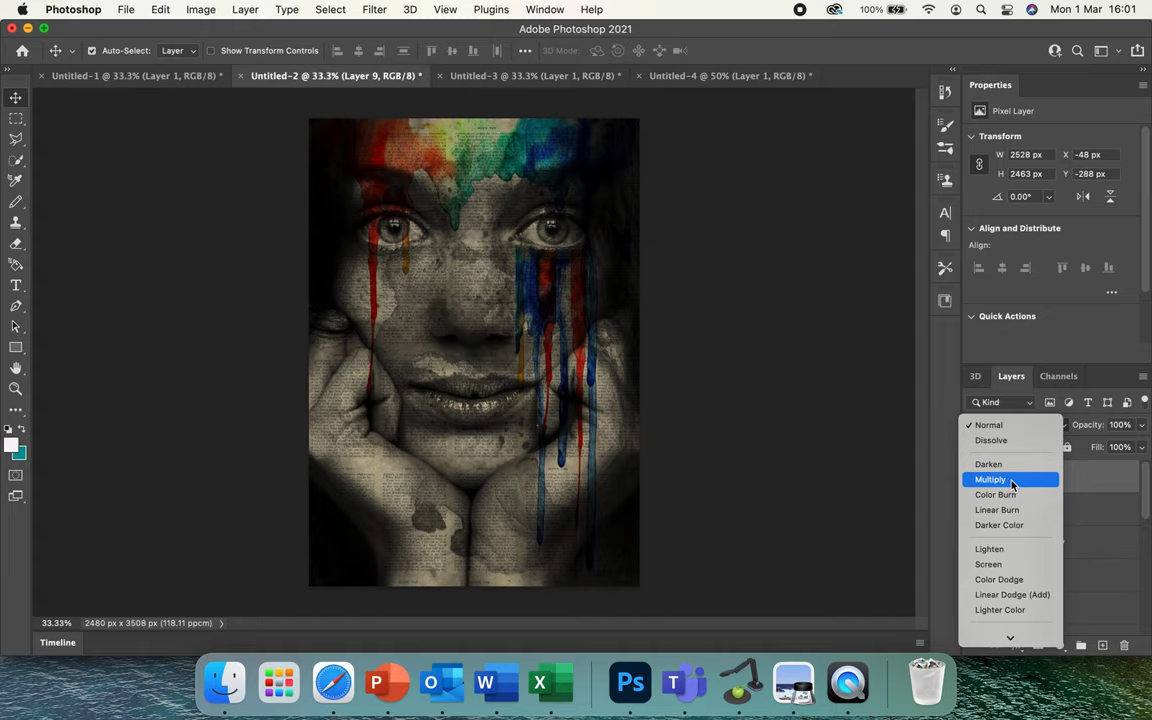 Photoshop File Edit Image Layer Type Select Filter 3D View Plugins Window Help 100% Mon 1 Mar 16:01
Adobe Photoshop 2021
Auto-Select: Layer Show Transform Controls 3D Mode:
Untitled-1 @ 33.3% (Layer 1, RGB/8) * Untitled-2 @ 33.3% (Layer 9, RGB/8) * Untitled-3 @ 33.3% (Layer 1, RGB/8) * Untitled-4 @ 50% (Layer 1, RGB/8) *
Properties
Pixel Layer
Transform
W 2528 px X -48 px
H 2463 px Y -288 px
0.00°
Align and Distribute
Align:
Quick Actions
3D Layers Channels
Kind
Normal
Opacity: 100%
Dissolve
Fill: 100%
Darken
Multiply
Color Burn
Linear Burn
Darker Color
Lighten
Screen
Color Dodge
Linear Dodge (Add)
Lighter Color
33.33% 2480 px x 3508 px (118.11 ppcm)
Timeline